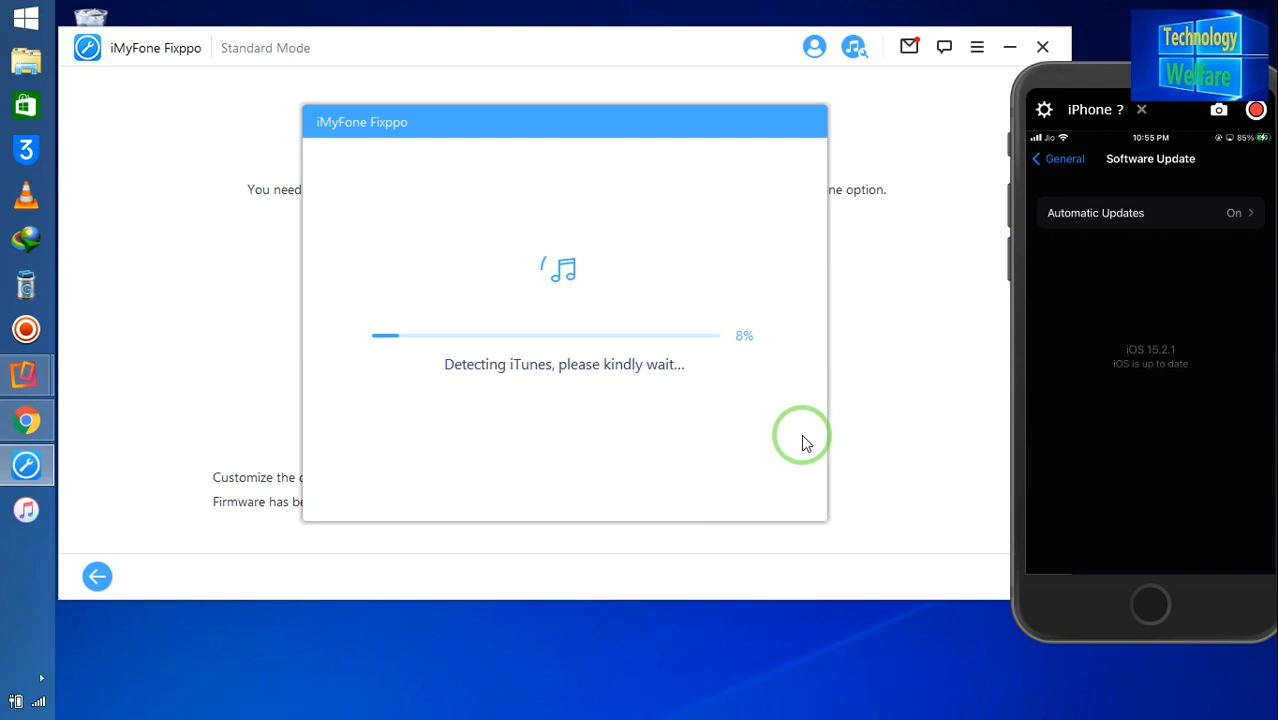 iMyFone Fixppo
Standard Mode
iMyFone Fixppo
You need
ne option.
8%
Detecting iTunes, please kindly wait...
Customize the
Firmware has be
3
Technology
Welfare
iPhone ?
Jio
10:55 PM
85%
General
Software Update
Automatic Updates
On
iOS 15.2.1
iOS is up to date